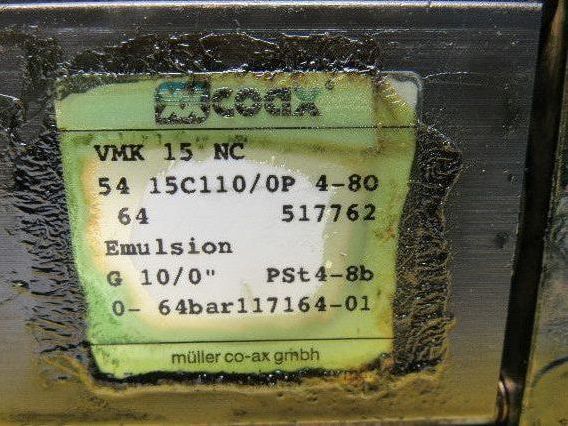 coax®
VMK 15 NC
54 15C110/0P 4-80
64 517762
Emulsion
G 10/0" PSt4-8b
0- 64bar117164-01
müller co-ax gmbh